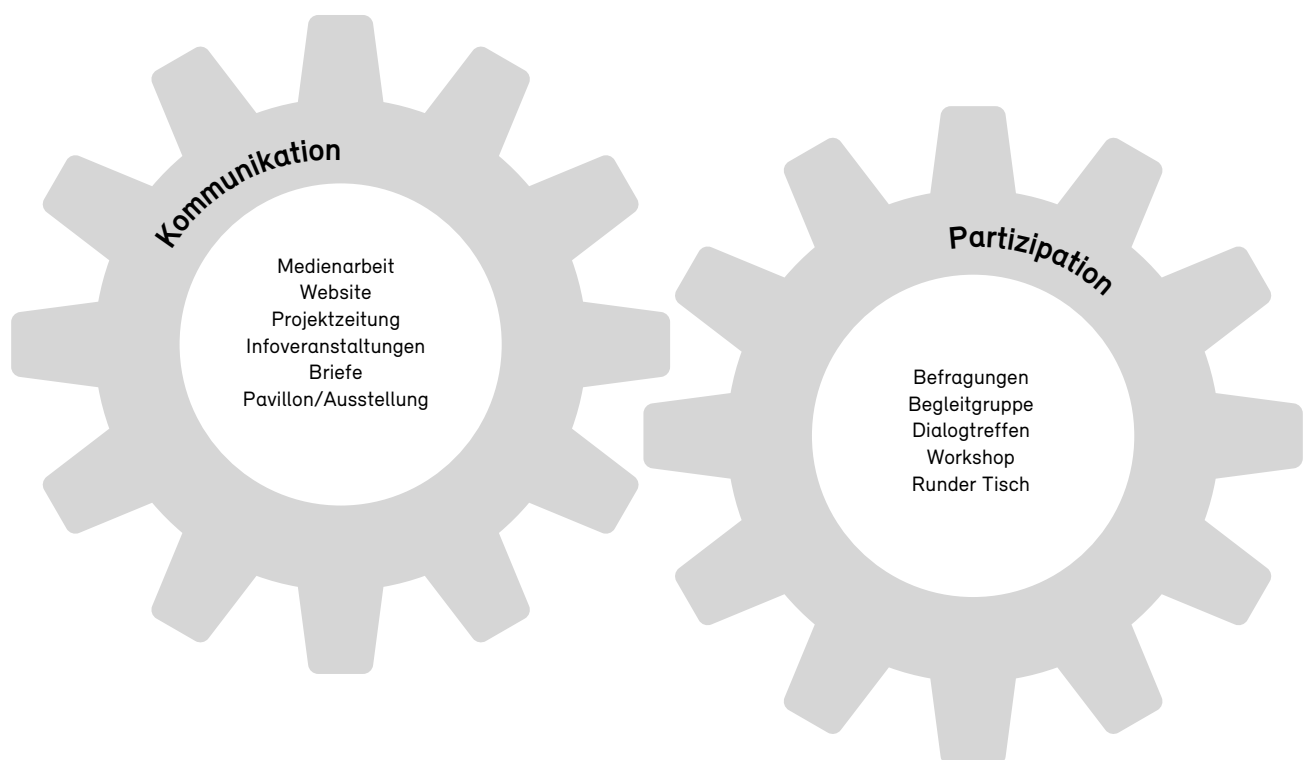 Kommunikation
Medienarbeit
Website
Projektzeitung
Infoveranstaltungen
Briefe
Pavillon/Ausstellung
Partizipation
Befragungen
Begleitgruppe
Dialogtreffen
Workshop
Runder Tisch